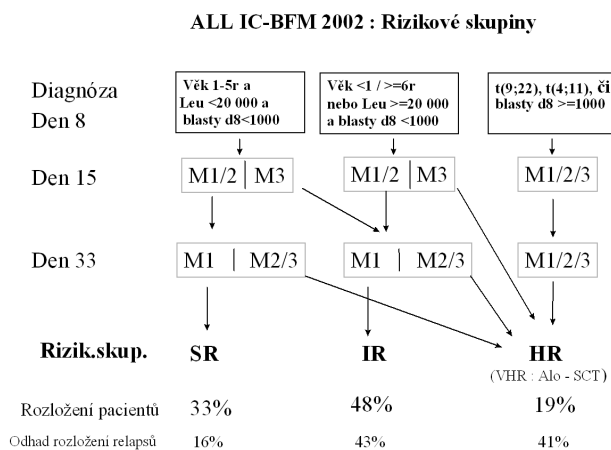 ALL IC-BFM 2002 : Rizikové skupiny
Diagnóza
Den 8
Věk 1-5r a
Leu <20 000 a
blasty d8<1000
Věk <1 / >=6r
nebo Leu >=20 000
a blasty d8 <1000
t(9;22), t(4;11), či
blasty d8 >=1000
Den 15
M1/2 | M3
M1/2 | M3
M1/2/3
Den 33
M1 | M2/3
M1 | M2/3
M1/2/3
Rizik.skup.
SR
IR
HR
(VHR : Alo - SCT)
Rozložení pacientů
33%
48%
19%
Odhad rozložení relapsů
16%
43%
41%